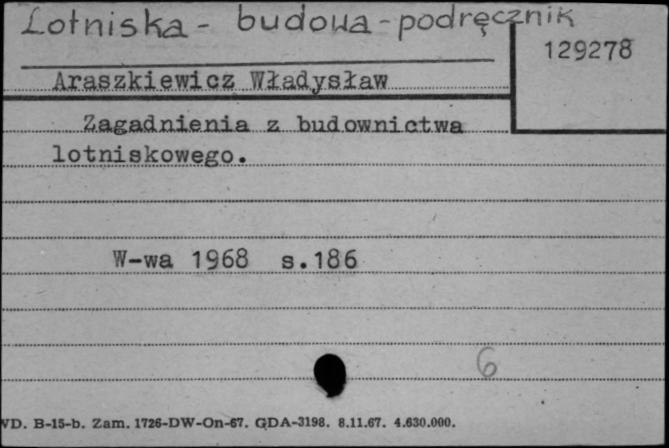 Lotniska - budowa - podręcznik
129278
Araszkiewicz Władysław
Zagadnienia z budownictwa
lotniskowego.
W-wa 1968 s.186
6
VD. B-15-b. Zam. 1726-DW-On-67. GDA-3198. 8.11.67. 4.630.000.